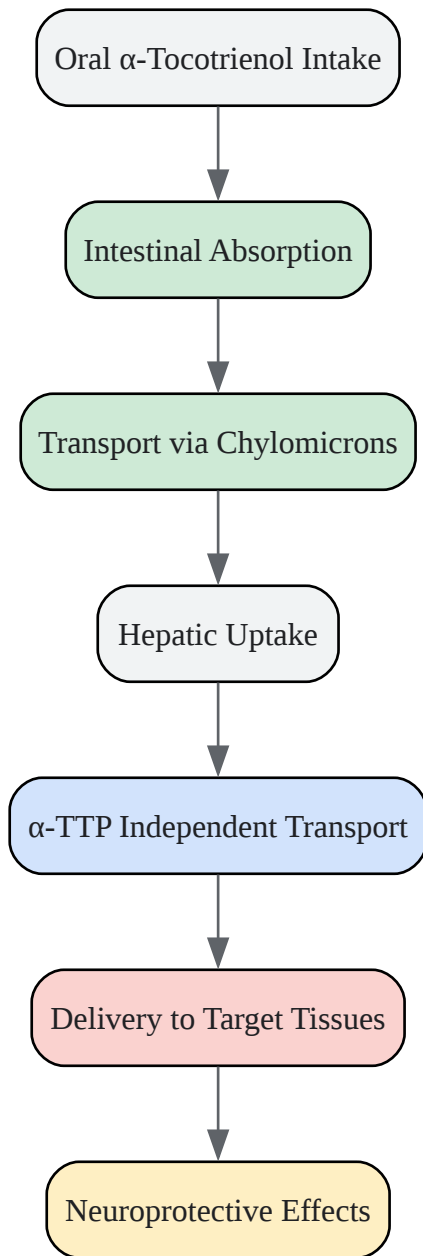 Oral α-Tocotrienol Intake
Intestinal Absorption
Transport via Chylomicrons
Hepatic Uptake
α-TTP Independent Transport
Delivery to Target Tissues
Neuroprotective Effects